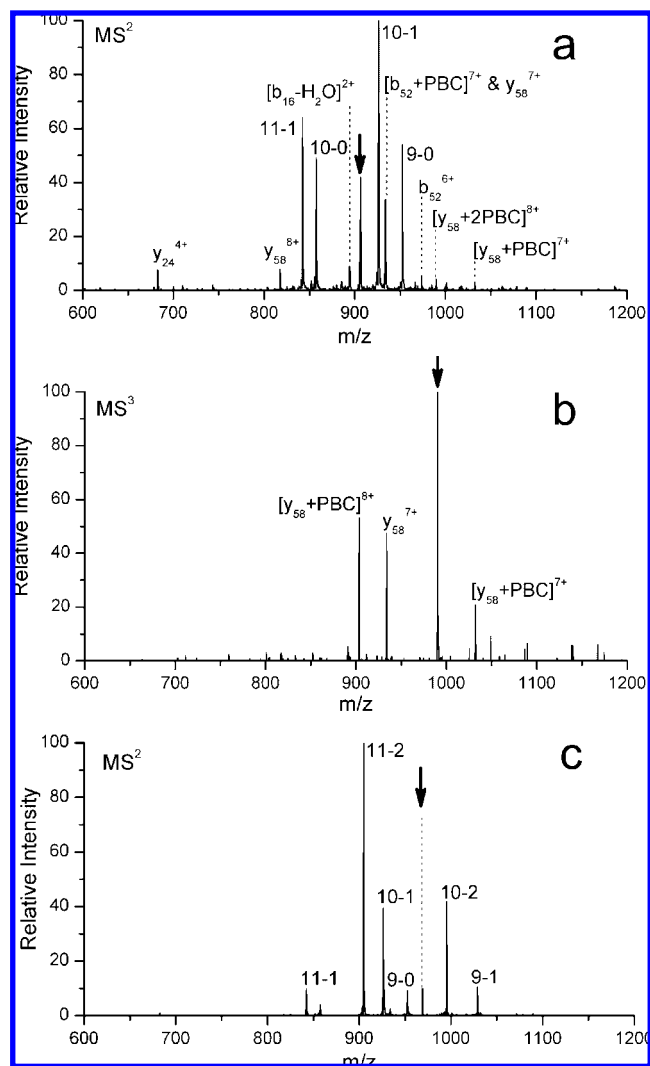 MS²
a
10-1
[b₁₆-H₂O]²⁺
[b₅₂+PBC]⁷⁺ & y₅₈⁷⁺
11-1
10-0
9-0
b₅₂⁶⁺
[y₅₈+2PBC]⁸⁺
y₂₄⁴⁺
y₅₈⁸⁺
[y₅₈+PBC]⁷⁺
Relative Intensity
100
80
60
40
20
0
600 700 800 900 1000 1100 1200
m/z
MS³
b
[y₅₈+PBC]⁸⁺
y₅₈⁷⁺
[y₅₈+PBC]⁷⁺
Relative Intensity
100
80
60
40
20
0
600 700 800 900 1000 1100 1200
m/z
MS²
c
11-2
10-1
10-2
11-1
9-0
9-1
Relative Intensity
100
80
60
40
20
0
600 700 800 900 1000 1100 1200
m/z